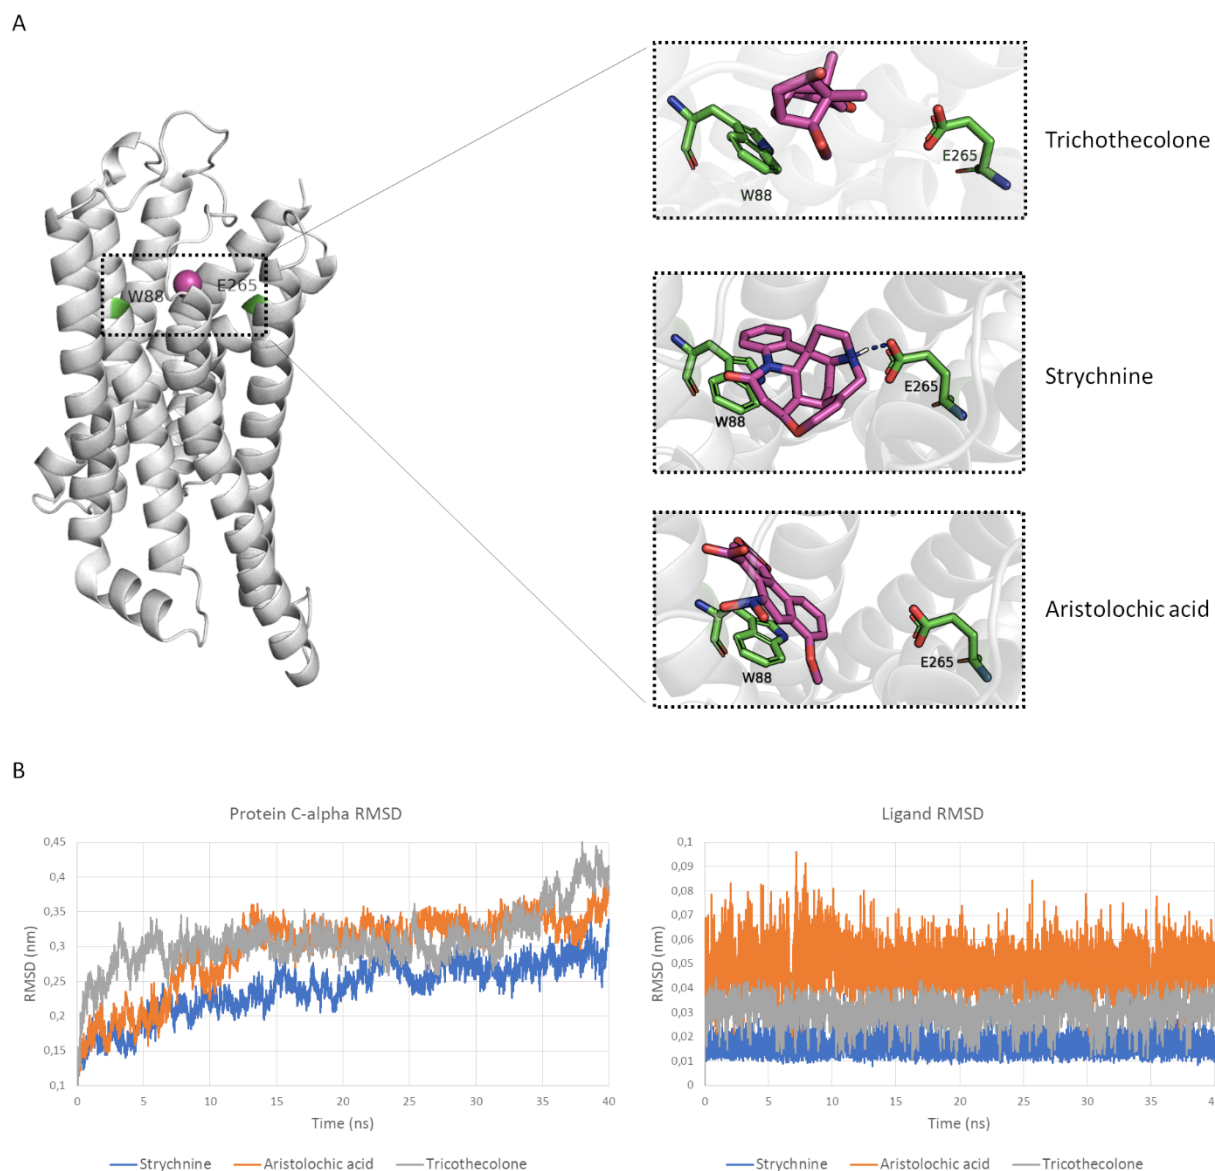 A
W88
E265
W88
E265
Trichothecolone
W88
E265
Strychnine
W88
E265
Aristolochic acid
B
Protein C-alpha RMSD
RMSD (nm)
0,45
0,4
0,35
0,3
0,25
0,2
0,15
0,1
0 5 10 15 20 25 30 35 40
Time (ns)
Strychnine Aristolochic acid Tricothecolone
Ligand RMSD
RMSD (nm)
0,1
0,09
0,08
0,07
0,06
0,05
0,04
0,03
0,02
0,01
0
0 5 10 15 20 25 30 35 4
Time (ns)
Strychnine Aristolochic acid Tricothecolone